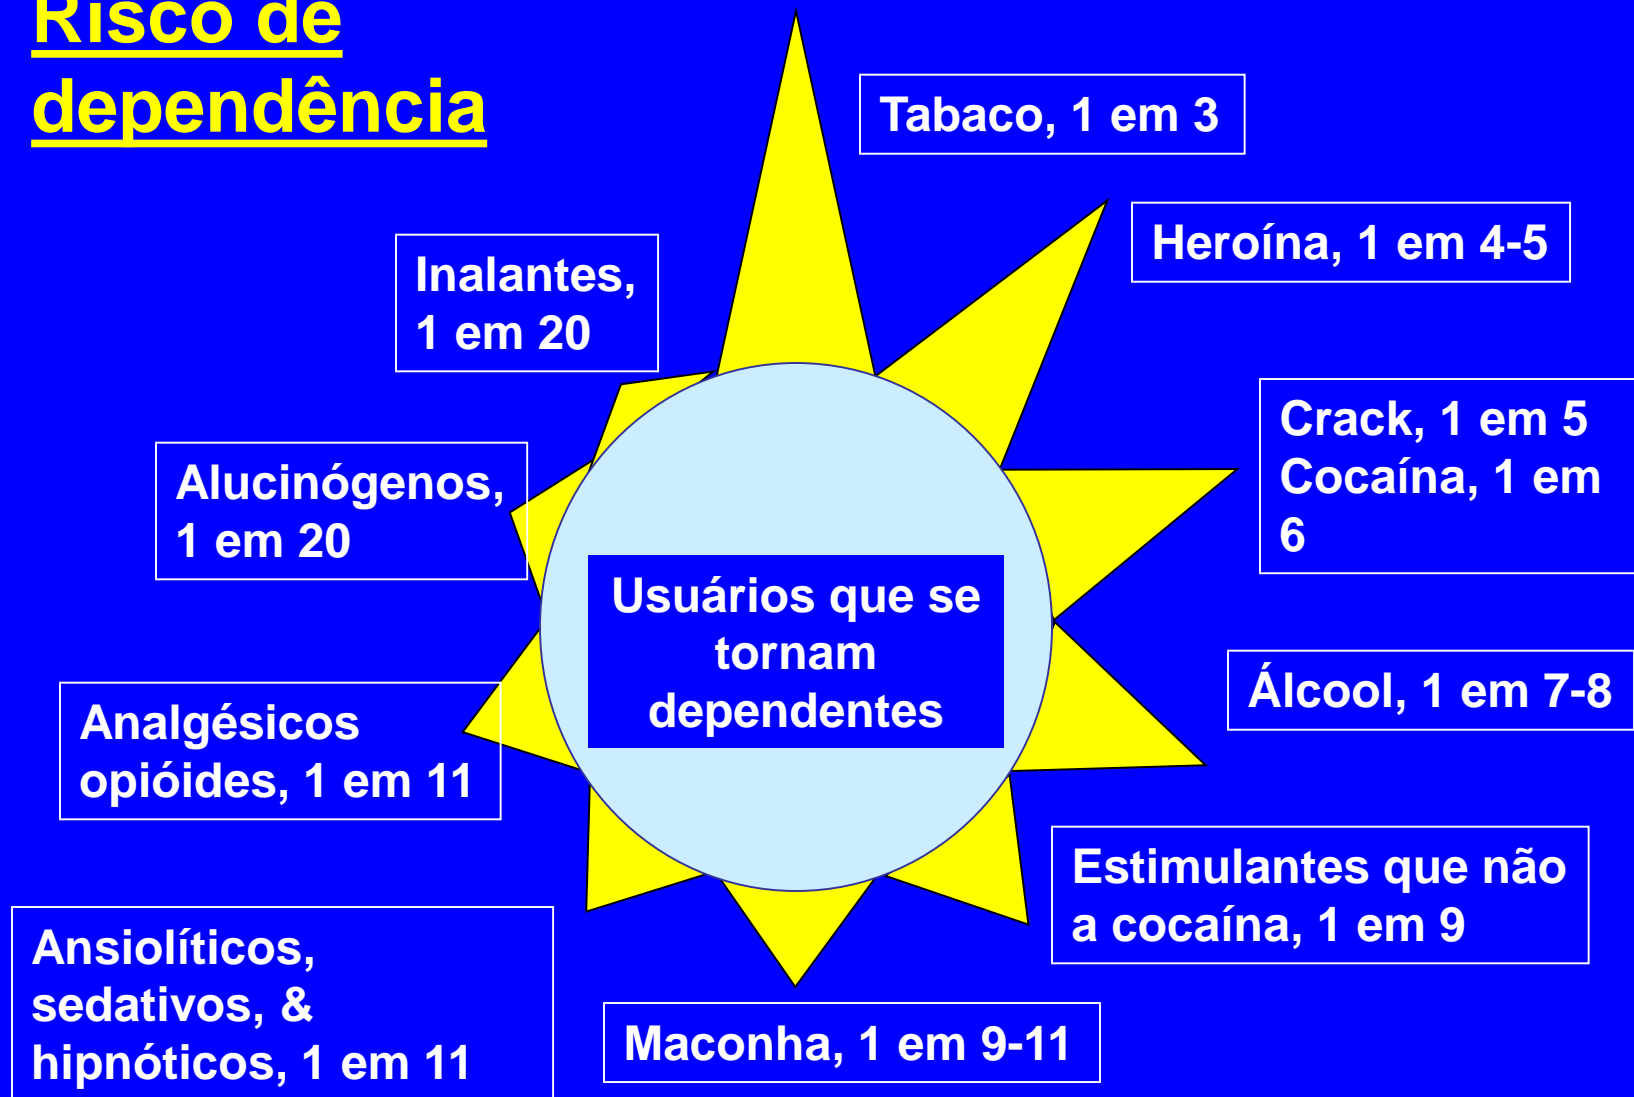 Risco de
dependência
Tabaco, 1 em 3
Heroína, 1 em 4-5
Inalantes,
1 em 20
Crack, 1 em 5
Cocaína, 1 em
6
Alucinógenos,
1 em 20
Usuários que se
tornam
dependentes
Álcool, 1 em 7-8
Analgésicos
opióides, 1 em 11
Estimulantes que não
a cocaína, 1 em 9
Ansiolíticos,
sedativos, &
hipnóticos, 1 em 11
Maconha, 1 em 9-11